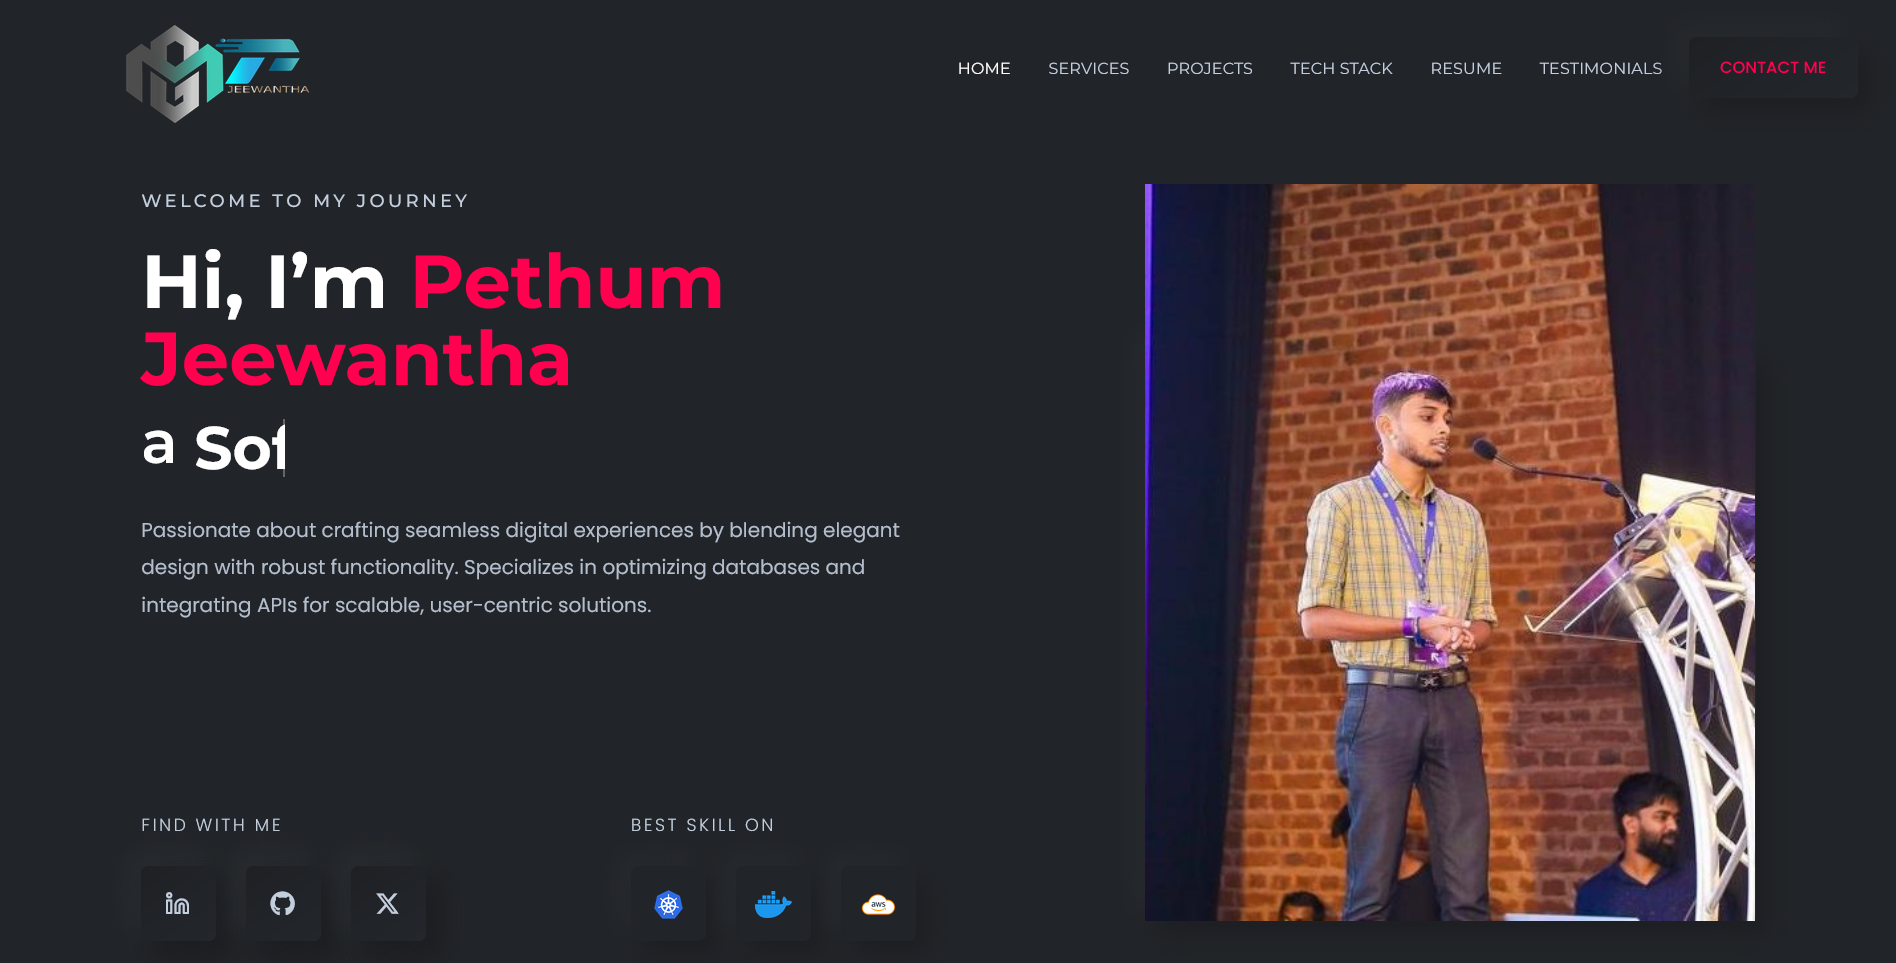 JEEWANTHA
HOME SERVICES PROJECTS TECH STACK RESUME TESTIMONIALS CONTACT ME
WELCOME TO MY JOURNEY
Hi, I’m Pethum
Jeewantha
a Sof
Passionate about crafting seamless digital experiences by blending elegant
design with robust functionality. Specializes in optimizing databases and
integrating APIs for scalable, user-centric solutions.
FIND WITH ME
BEST SKILL ON
in
X
aws